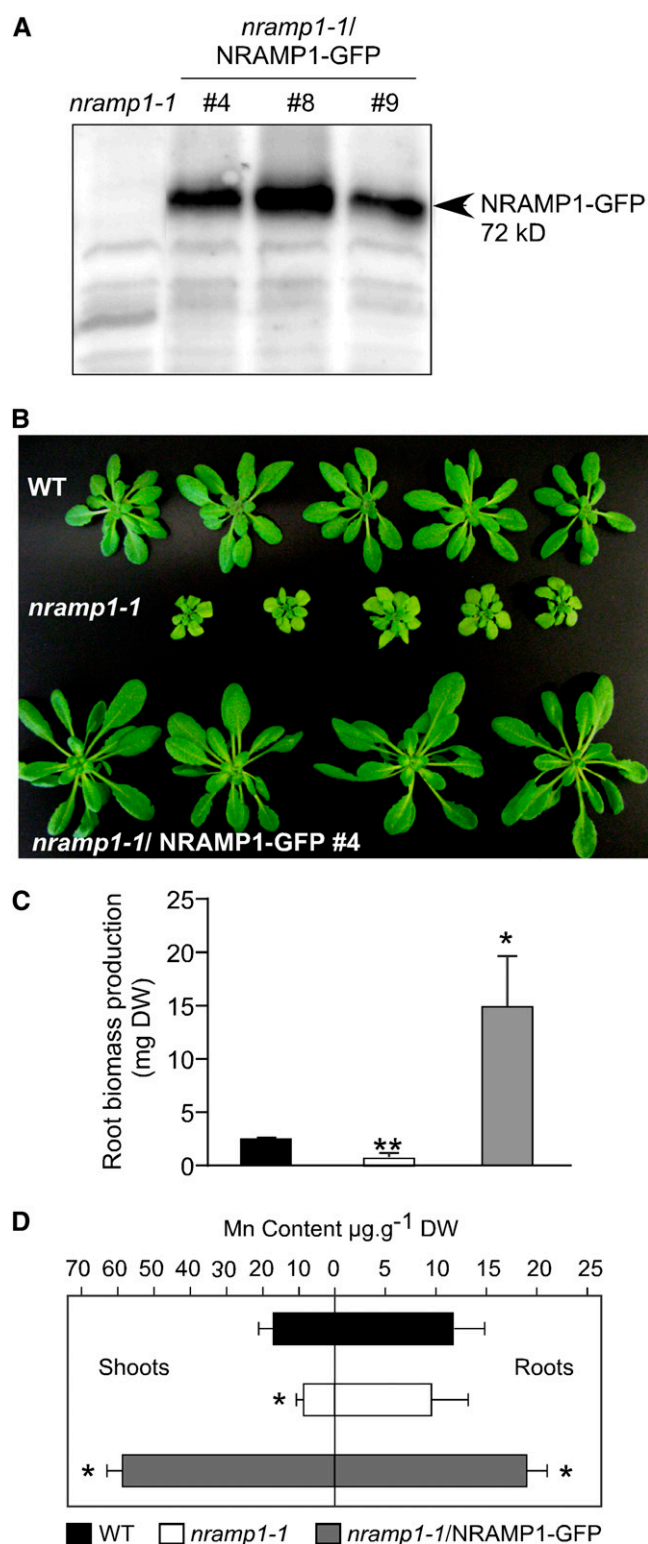 A
nramp1-1/
NRAMP1-GFP
nramp1-1 #4 #8 #9
NRAMP1-GFP
72 kD
B
WT
nramp1-1
nramp1-1/ NRAMP1-GFP #4
C
Root biomass production
(mg DW)
25
20
15
10
5
0
*
**
D
Mn Content µg.g-1 DW
70 60 50 40 30 20 10 0 5 10 15 20 25
Shoots Roots
*
* *
WT nramp1-1 nramp1-1/NRAMP1-GFP